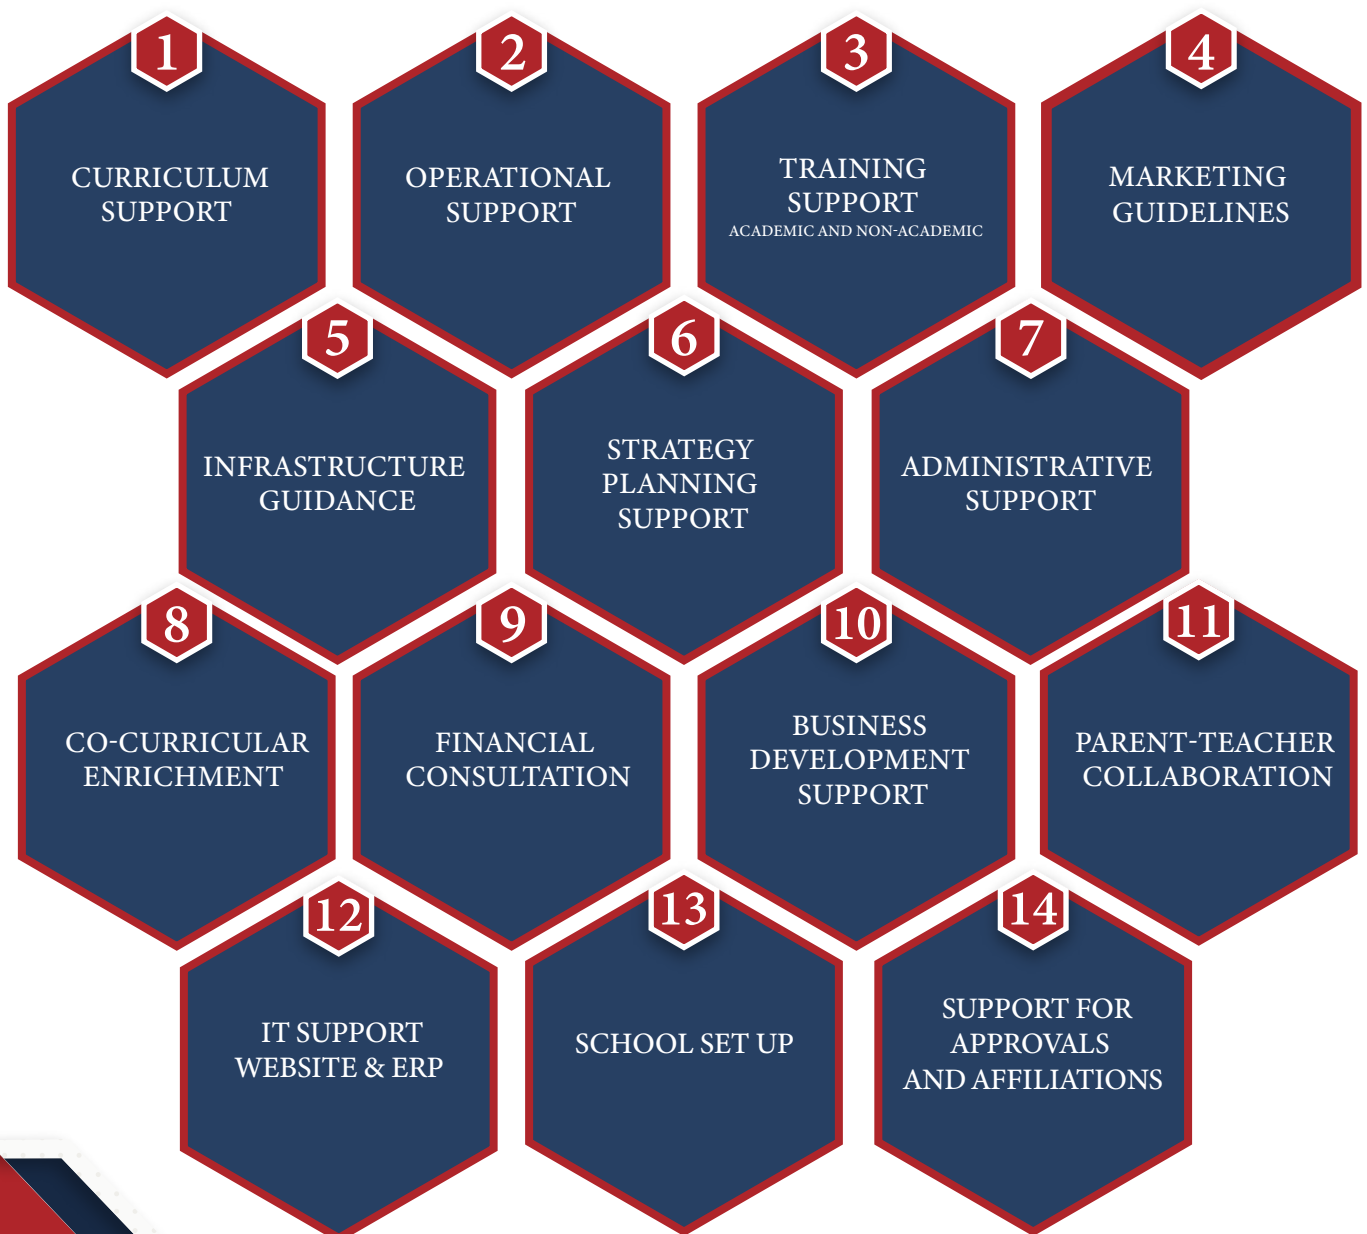 1
CURRICULUM
SUPPORT
2
OPERATIONAL
SUPPORT
3
TRAINING
SUPPORT
ACADEMIC AND NON-ACADEMIC
4
MARKETING
GUIDELINES
5
INFRASTRUCTURE
GUIDANCE
6
STRATEGY
PLANNING
SUPPORT
7
ADMINISTRATIVE
SUPPORT
8
CO-CURRICULAR
ENRICHMENT
9
FINANCIAL
CONSULTATION
10
BUSINESS
DEVELOPMENT
SUPPORT
11
PARENT-TEACHER
COLLABORATION
12
IT SUPPORT
WEBSITE & ERP
13
SCHOOL SET UP
14
SUPPORT FOR
APPROVALS
AND AFFILIATIONS